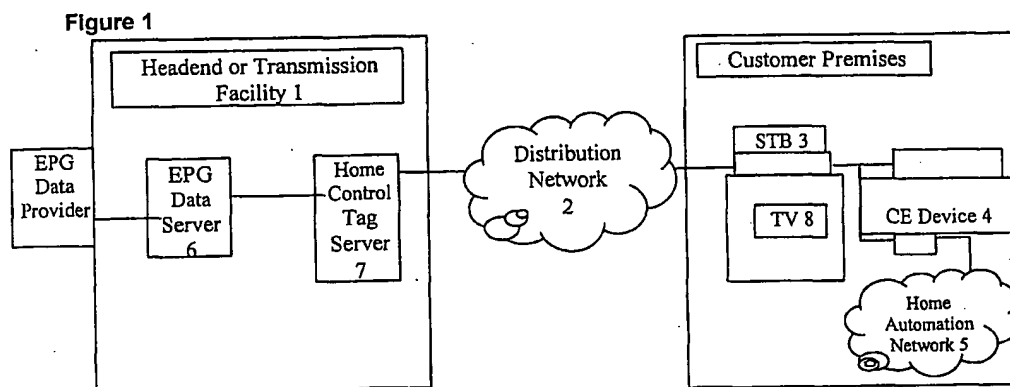 Figure 1
Headend or Transmission
Facility 1
EPG
Data
Provider
EPG
Data
Server
6
Home
Control
Tag
Server
7
Distribution
Network
2
Customer Premises
STB 3
TV 8
CE Device 4
Home
Automation
Network 5